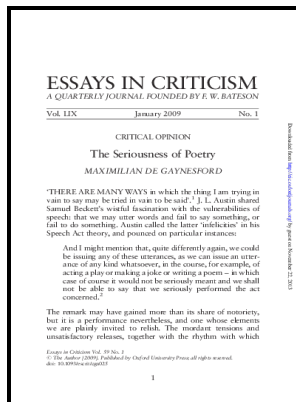 ESSAYS IN CRITICISM
A QUARTERLY JOURNAL FOUNDED BY F. W. BATESON
Vol. LIX January 2009 No. 1
CRITICAL OPINION
The Seriousness of Poetry
MAXIMILIAN DE GAYNESFORD
‘THERE ARE MANY WAYS in which the thing I am trying in
vain to say may be tried in vain to be said’.1 J. L. Austin shared
Samuel Beckett's wistful fascination with the vulnerabilities of
speech: that we may utter words and fail to say something, or
fail to do something. Austin called the latter ‘infelicities’ in his
Speech Act theory, and pounced on particular instances:
And I might mention that, quite differently again, we could
be issuing any of these utterances, as we can issue an utter-
ance of any kind whatsoever, in the course, for example, of
acting a play or making a joke or writing a poem – in which
case of course it would not be seriously meant and we shall
not be able to say that we seriously performed the act
concerned.2
The remark may have gained more than its share of notoriety,
but it is a performance nevertheless, and one whose elements
we are plainly invited to relish. The mordant tensions and
unsatisfactory releases, together with the rhythm with which
Essays in Criticism Vol. 59 No. 1
© The Author [2009]. Published by Oxford University Press all rights reserved.
1